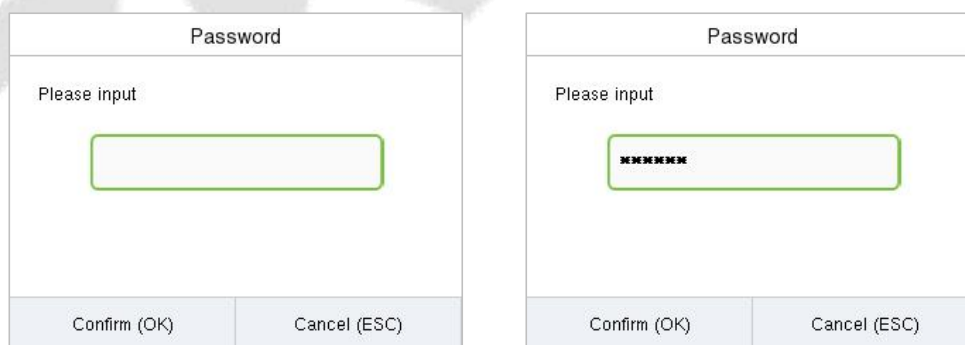 Password
Please input
Confirm (OK) Cancel (ESC)
Password
Please input
******
Confirm (OK) Cancel (ESC)